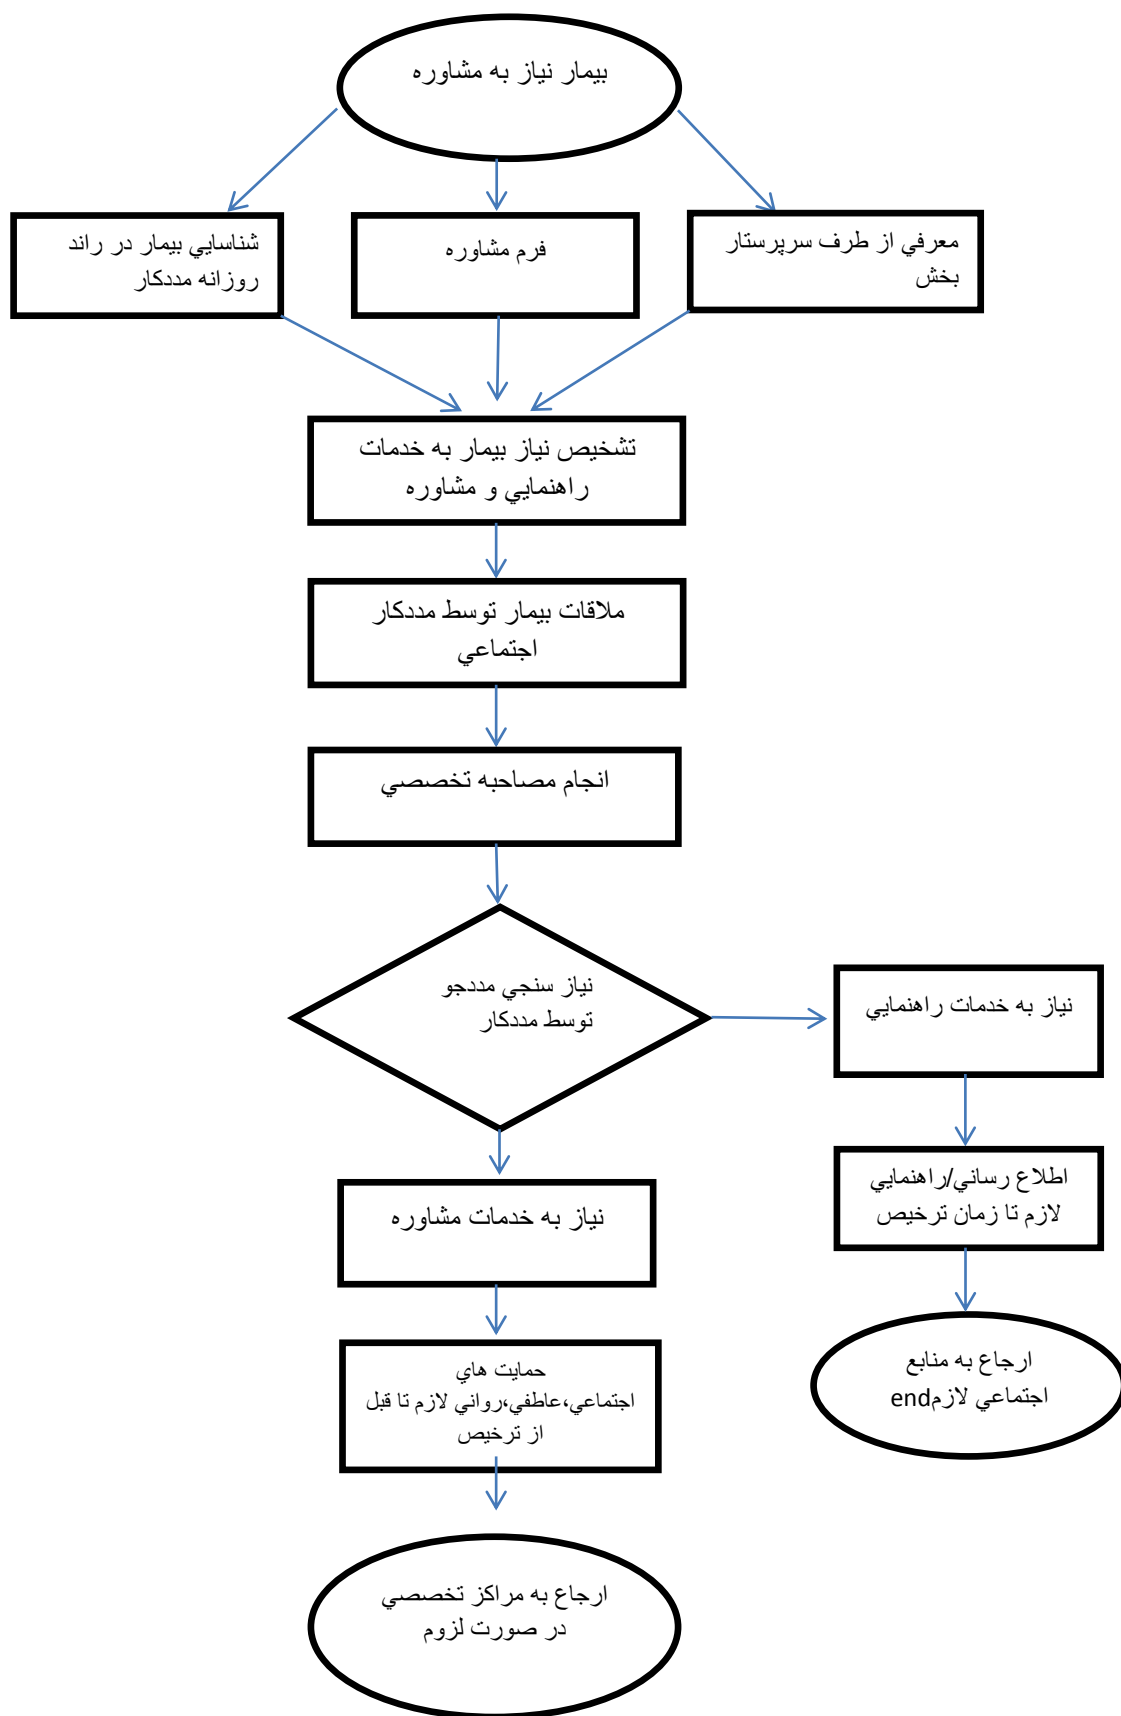 بيمار نياز به مشاوره
معرفي از طرف سرپرستار
بخش
فرم مشاوره
شناسايي بيمار در راند
روزانه مددكار
تشخيص نياز بيمار به خدمات
راهنمايي و مشاوره
ملاقات بيمار توسط مددكار
اجتماعي
انجام مصاحبه تخصصي
نياز سنجي مددجو
توسط مددكار
نياز به خدمات راهنمايي
اطلاع رساني/راهنمايي
لازم تا زمان ترخيص
ارجاع به منابع
اجتماعي لازمend
نياز به خدمات مشاوره
حمايت هاي
اجتماعي،عاطفي،رواني لازم تا قبل
از ترخيص
ارجاع به مراكز تخصصي
در صورت لزوم